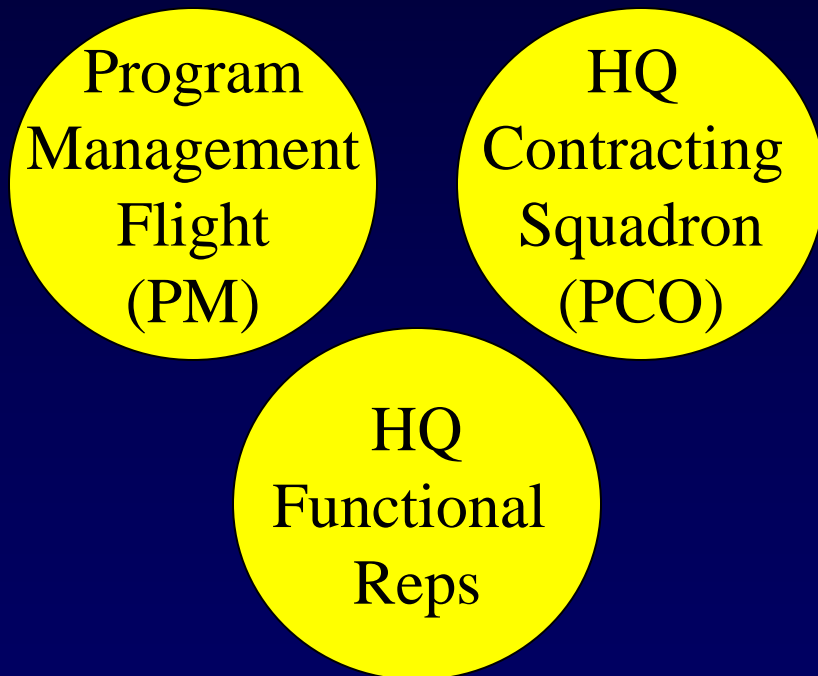 Program
Management
Flight
(PM)
HQ
Contracting
Squadron
(PCO)
HQ
Functional
Reps